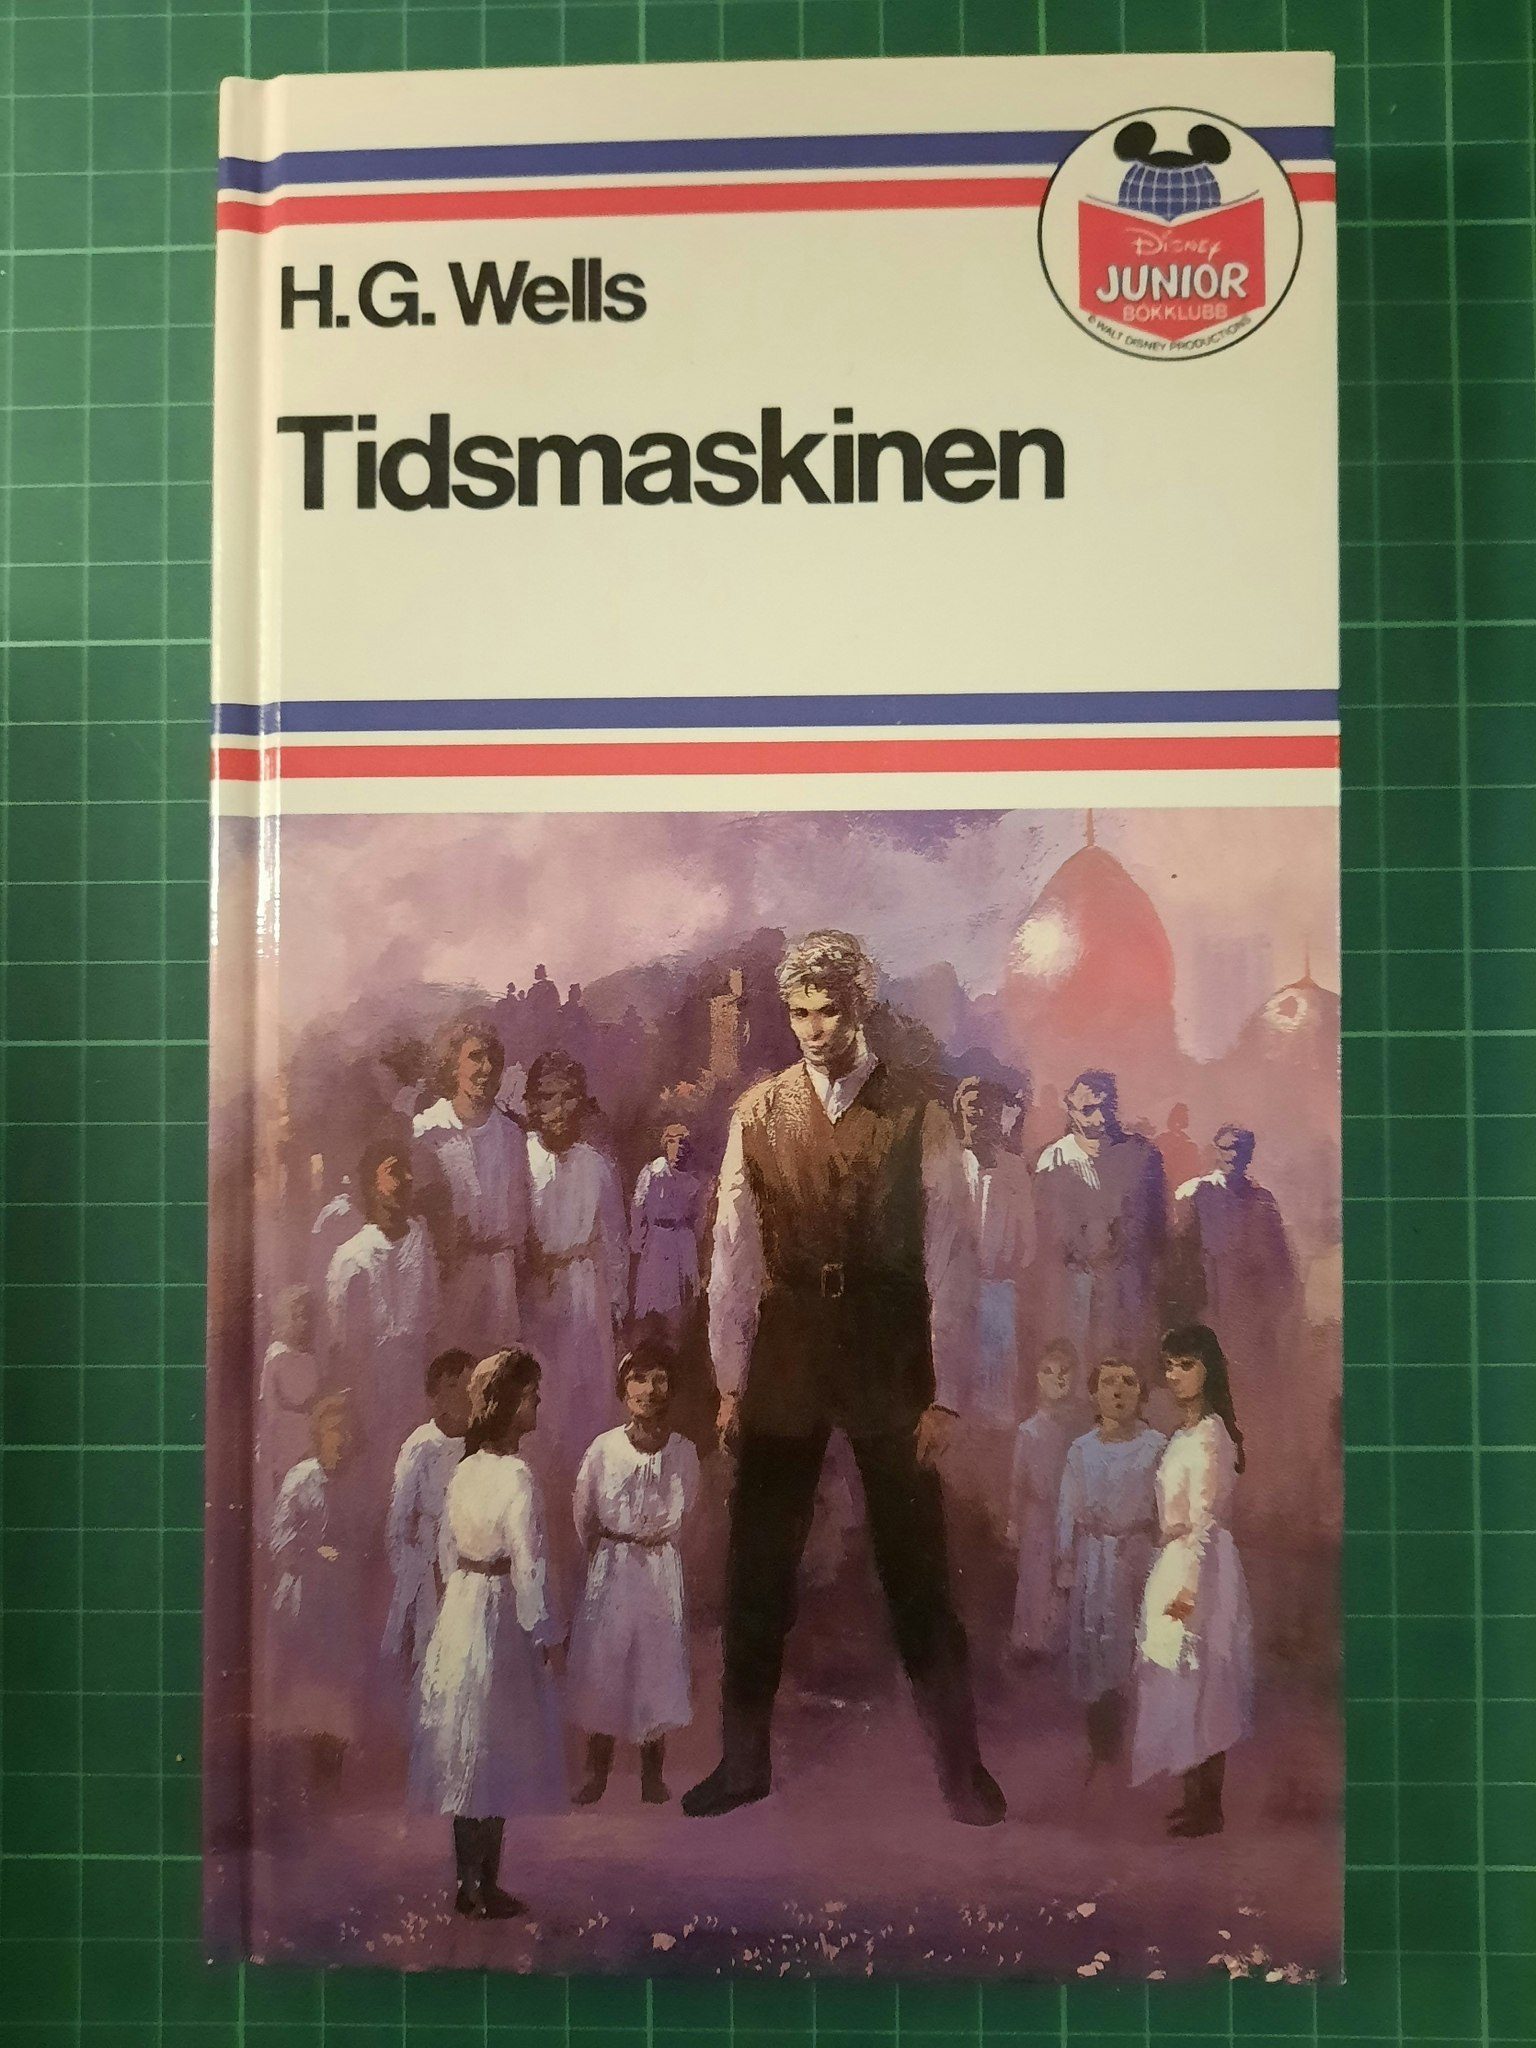 H.G. Wells
Tidsmaskinen
DISNEY
JUNIOR
BOKKLUBB
© WALT DISNEY PRODUCTIONS